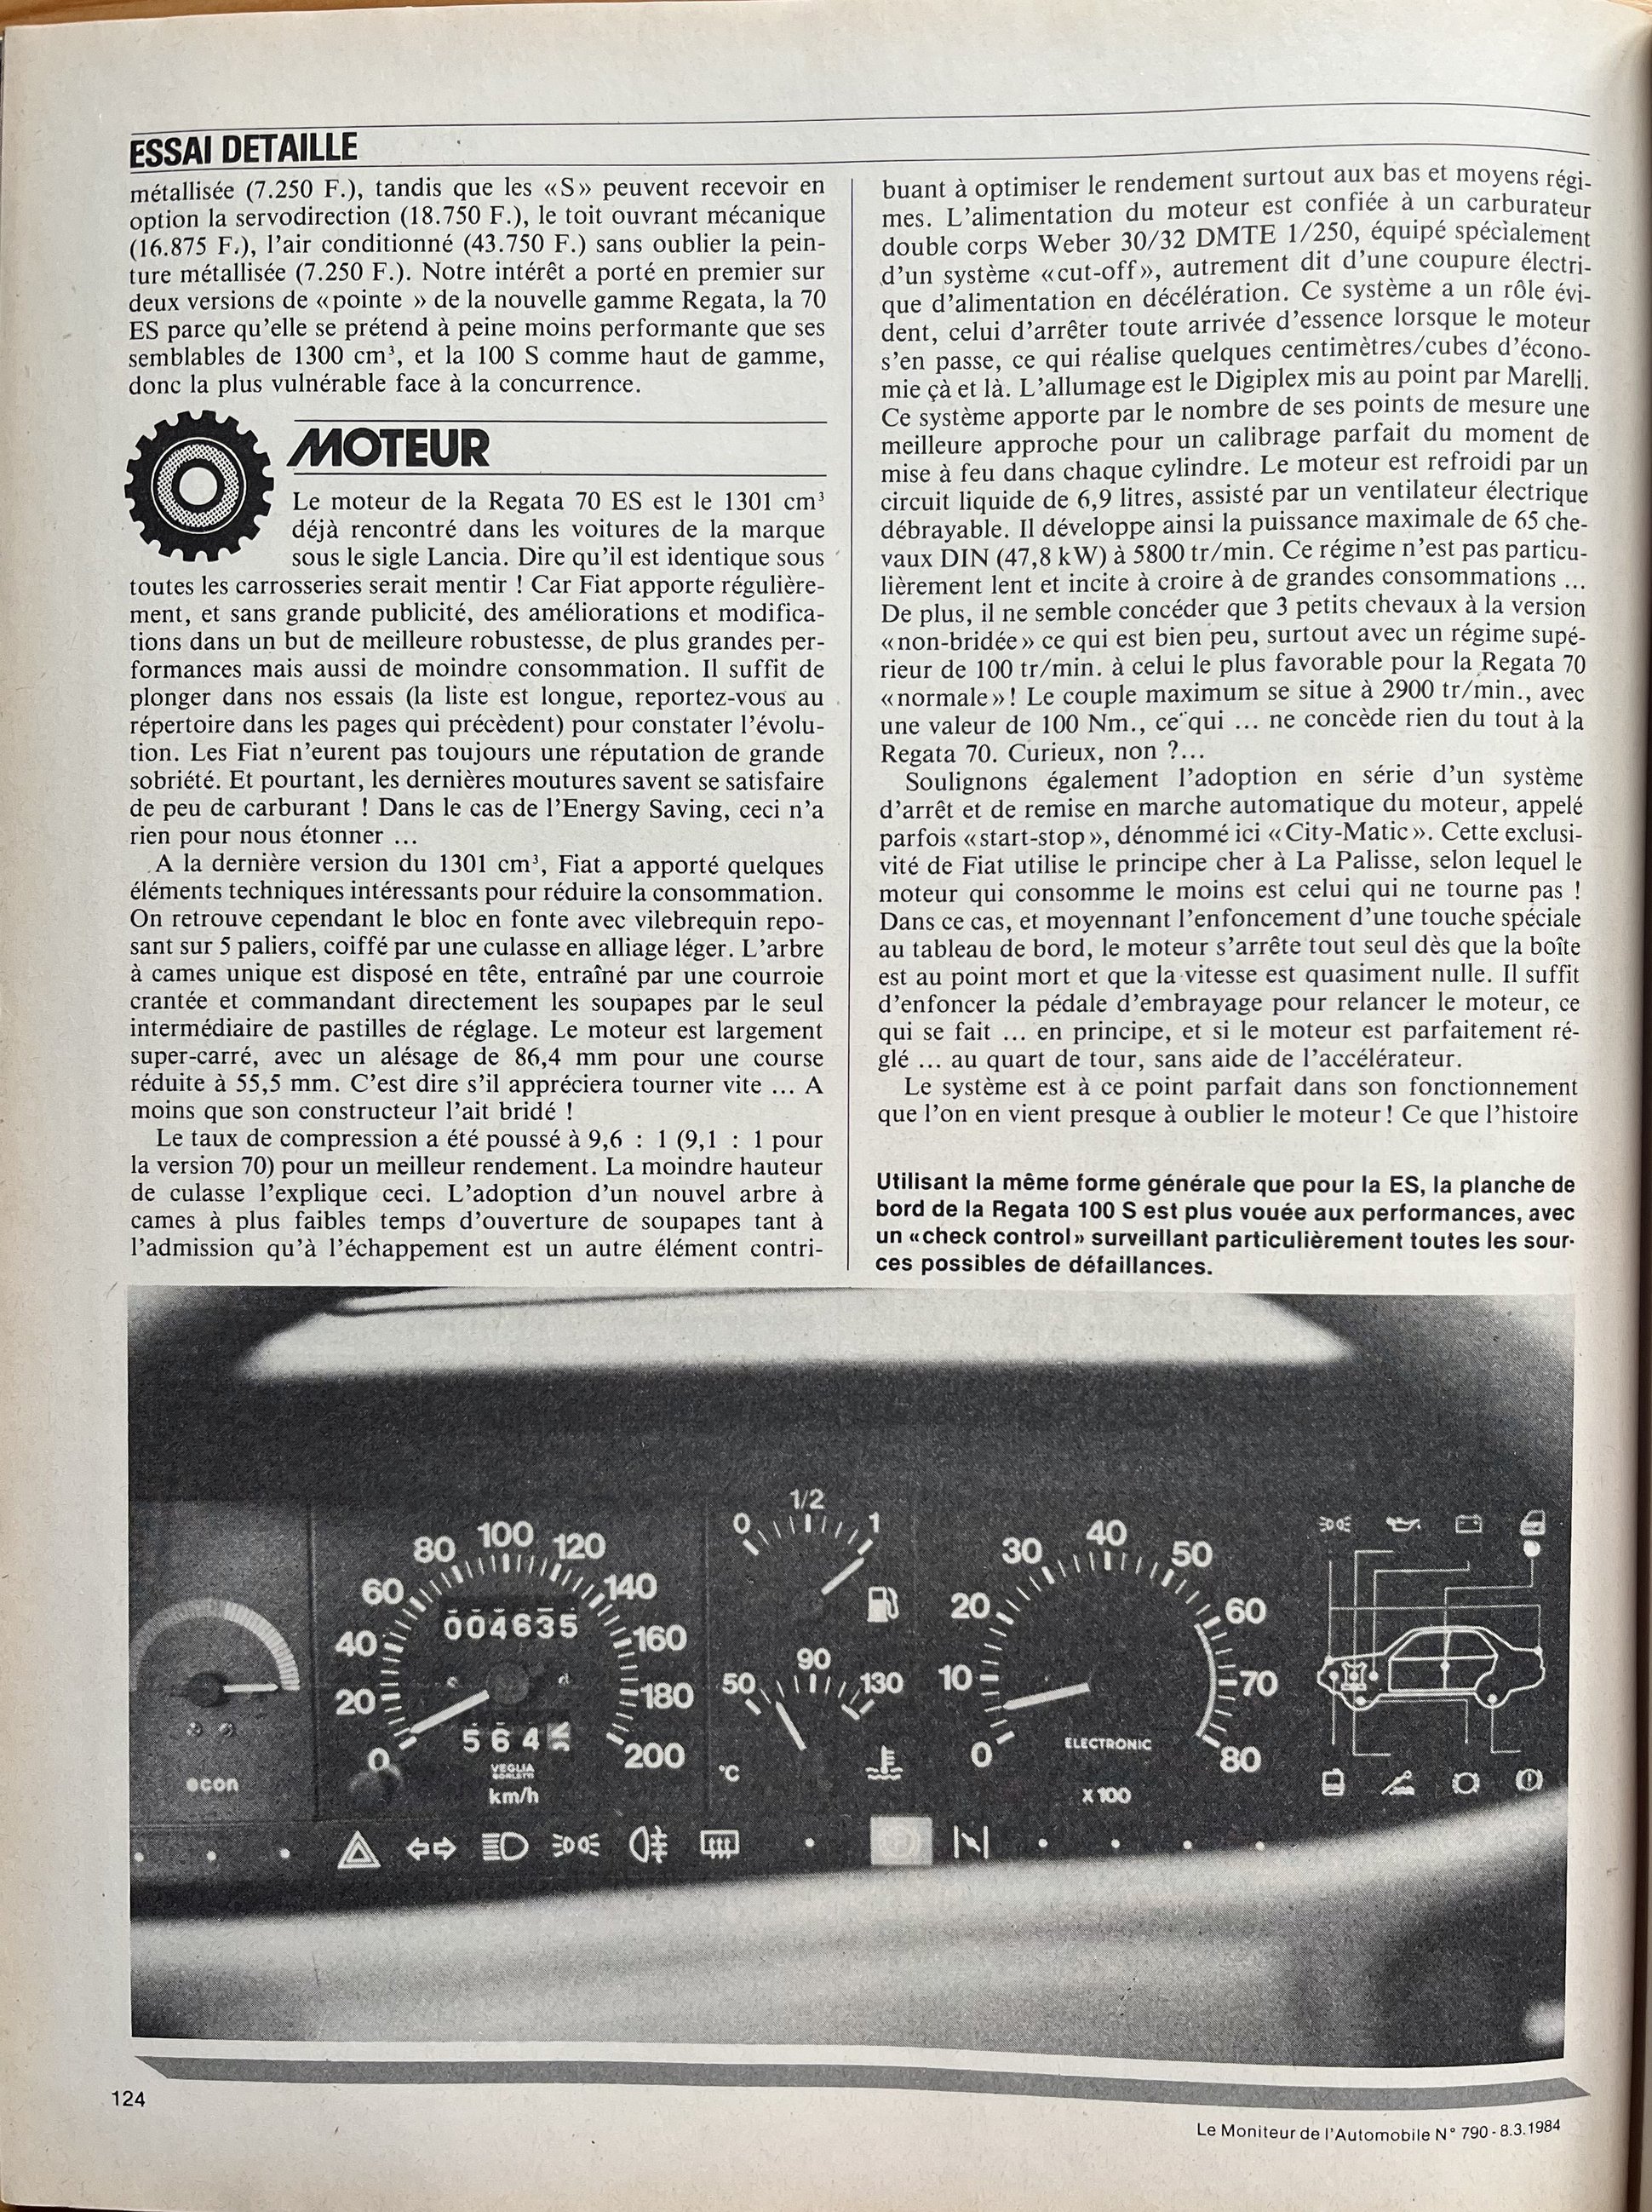 ESSAI DETAILLE
métallisée (7.250 F.), tandis que les «S» peuvent recevoir en
option la servodirection (18.750 F.), le toit ouvrant mécanique
(16.875 F.), l'air conditionné (43.750 F.) sans oublier la pein-
ture métallisée (7.250 F.). Notre intérêt a porté en premier sur
deux versions de «pointe » de la nouvelle gamme Regata, la 70
ES parce qu'elle se prétend à peine moins performante que ses
semblables de 1300 cm³, et la 100 S comme haut de gamme,
donc la plus vulnérable face à la concurrence.
MOTEUR
Le moteur de la Regata 70 ES est le 1301 cm³
déjà rencontré dans les voitures de la marque
sous le sigle Lancia. Dire qu'il est identique sous
toutes les carrosseries serait mentir ! Car Fiat apporte régulière-
ment, et sans grande publicité, des améliorations et modifica-
tions dans un but de meilleure robustesse, de plus grandes per-
formances mais aussi de moindre consommation. Il suffit de
plonger dans nos essais (la liste est longue, reportez-vous au
répertoire dans les pages qui précèdent) pour constater l'évolu-
tion. Les Fiat n'eurent pas toujours une réputation de grande
sobriété. Et pourtant, les dernières moutures savent se satisfaire
de peu de carburant ! Dans le cas de l'Energy Saving, ceci n'a
rien pour nous étonner ...
A la dernière version du 1301 cm³, Fiat a apporté quelques
éléments techniques intéressants pour réduire la consommation.
On retrouve cependant le bloc en fonte avec vilebrequin repo-
sant sur 5 paliers, coiffé par une culasse en alliage léger. L'arbre
à cames unique est disposé en tête, entraîné par une courroie
crantée et commandant directement les soupapes par le seul
intermédiaire de pastilles de réglage. Le moteur est largement
super-carré, avec un alésage de 86,4 mm pour une course
réduite à 55,5 mm. C'est dire s'il appréciera tourner vite ... A
moins que son constructeur l'ait bridé !
Le taux de compression a été poussé à 9,6 : 1 (9,1 : 1 pour
la version 70) pour un meilleur rendement. La moindre hauteur
de culasse l'explique ceci. L'adoption d'un nouvel arbre à
cames à plus faibles temps d'ouverture de soupapes tant à
l'admission qu'à l'échappement est un autre élément contri-
buant à optimiser le rendement surtout aux bas et moyens régi-
mes. L'alimentation du moteur est confiée à un carburateur
double corps Weber 30/32 DMTE 1/250, équipé spécialement
d'un système «cut-off», autrement dit d'une coupure électri-
que d'alimentation en décélération. Ce système a un rôle évi-
dent, celui d'arrêter toute arrivée d'essence lorsque le moteur
s'en passe, ce qui réalise quelques centimètres/cubes d'écono-
mie çà et là. L'allumage est le Digiplex mis au point par Marelli.
Ce système apporte par le nombre de ses points de mesure une
meilleure approche pour un calibrage parfait du moment de
mise à feu dans chaque cylindre. Le moteur est refroidi par un
circuit liquide de 6,9 litres, assisté par un ventilateur électrique
débrayable. Il développe ainsi la puissance maximale de 65 che-
vaux DIN (47,8 kW) à 5800 tr/min. Ce régime n'est pas particu-
lièrement lent et incite à croire à de grandes consommations ...
De plus, il ne semble concéder que 3 petits chevaux à la version
«non-bridée» ce qui est bien peu, surtout avec un régime supé-
rieur de 100 tr/min. à celui le plus favorable pour la Regata 70
«normale»! Le couple maximum se situe à 2900 tr/min., avec
une valeur de 100 Nm., ce qui ... ne concède rien du tout à la
Regata 70. Curieux, non ?...
Soulignons également l'adoption en série d'un système
d'arrêt et de remise en marche automatique du moteur, appelé
parfois «start-stop», dénommé ici «City-Matic». Cette exclusi-
vité de Fiat utilise le principe cher à La Palisse, selon lequel le
moteur qui consomme le moins est celui qui ne tourne pas !
Dans ce cas, et moyennant l'enfoncement d'une touche spéciale
au tableau de bord, le moteur s'arrête tout seul dès que la boîte
est au point mort et que la vitesse est quasiment nulle. Il suffit
d'enfoncer la pédale d'embrayage pour relancer le moteur, ce
qui se fait ... en principe, et si le moteur est parfaitement ré-
glé ... au quart de tour, sans aide de l'accélérateur.
Le système est à ce point parfait dans son fonctionnement
que l'on en vient presque à oublier le moteur! Ce que l'histoire
Utilisant la même forme générale que pour la ES, la planche de
bord de la Regata 100 S est plus vouée aux performances, avec
un «check control» surveillant particulièrement toutes les sour-
ces possibles de défaillances.
econ
0 20 40 60 80 100 120 140 160 180 200
004635
564
VEGLIA
BORLETTI
km/h
0 1/2 1
50 90 130
°C
0 10 20 30 40 50 60 70 80
ELECTRONIC
X 100
124
Le Moniteur de l'Automobile N° 790 - 8.3.1984